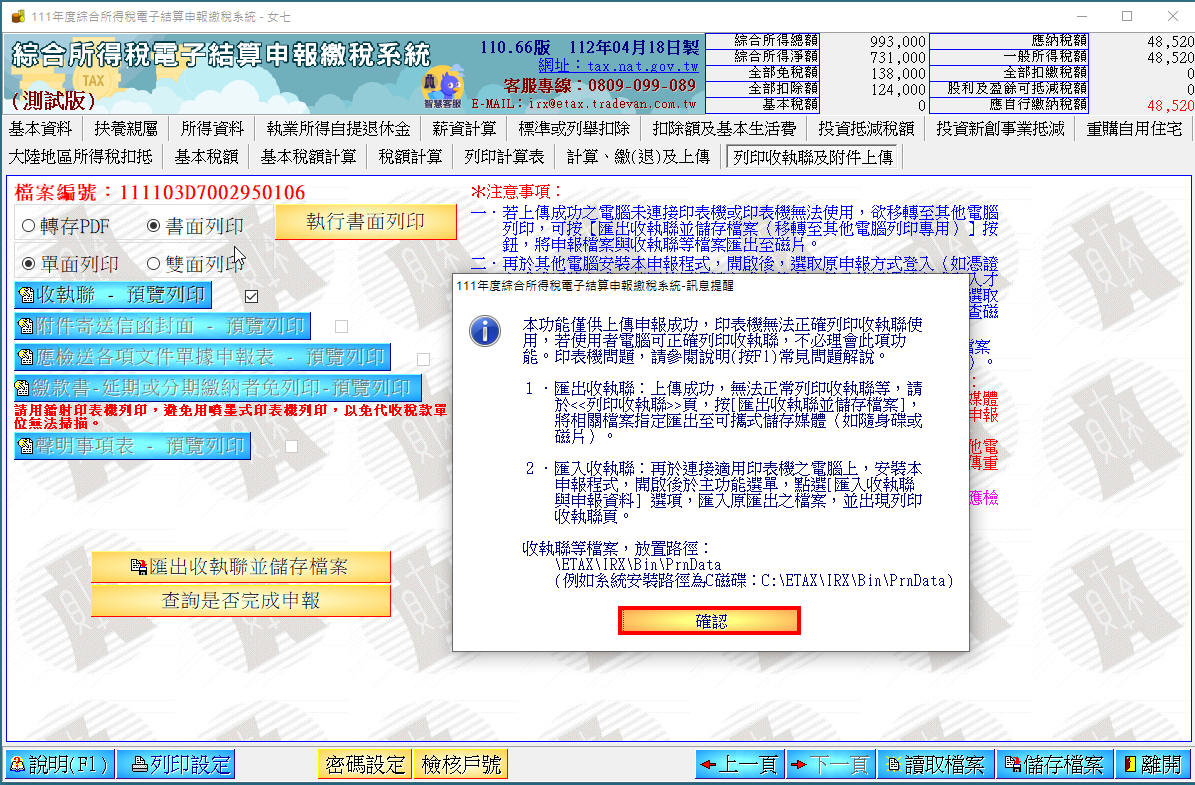 111年度綜合所得稅電子結算申報繳稅系統 - 女七
綜合所得稅電子結算申報繳稅系統
TAX
(測試版)
110.66版 112年04月18日製
網址：tax.nat.gov.tw
客服專線：0809-099-089
E-MAIL：irx@etax.tradevan.com.tw
智慧客服
綜合所得總額 993,000 應納稅額 48,520
綜合所得淨額 731,000 一般所得稅額 48,520
全部免稅額 138,000 全部扣繳稅額 0
全部扣除額 124,000 股利及盈餘可抵減稅額 0
基本稅額 0 應自行繳納稅額 48,520
基本資料 扶養親屬 所得資料 執業所得自提退休金 薪資計算 標準或列舉扣除 扣除額及基本生活費 投資抵減稅額 投資新創事業抵減 重購自用住宅
大陸地區所得稅扣抵 基本稅額 基本稅額計算 稅額計算 列印計算表 計算、繳(退)及上傳 列印收執聯及附件上傳
檔案編號：111103D7002950106
轉存PDF 書面列印 執行書面列印
單面列印 雙面列印
收執聯 - 預覽列印
附件寄送信函封面 - 預覽列印
應檢送各項文件單據申報表 - 預覽列印
繳款書-延期或分期繳納者免列印-預覽列印
請用鐳射印表機列印，避免用噴墨式印表機列印，以免代收稅款單
位無法掃描。
聲明事項表 - 預覽列印
匯出收執聯並儲存檔案
查詢是否完成申報
＊注意事項：
一．若上傳成功之電腦未連接印表機或印表機無法使用，欲移轉至其他電腦
列印，可按【匯出收執聯並儲存檔案（移轉至其他電腦列印專用）】按
鈕，將申報檔案與收執聯等檔案匯出至磁片。
二．再於其他電腦安裝本申報程式，開啟後，選取原申報方式登入（如憑證
人才
選取
查磁
檔案
）。
：
媒體
申報
他電
傳重
應檢
111年度綜合所得稅電子結算申報繳稅系統-訊息提醒
本功能僅供上傳申報成功，印表機無法正確列印收執聯使
用，若使用者電腦可正確列印收執聯，不必理會此項功
能。印表機問題，請參閱說明(按F1)常見問題解說。
1．匯出收執聯：上傳成功，無法正常列印收執聯等，請
於<<列印收執聯>>頁，按[匯出收執聯並儲存檔案]，
將相關檔案指定匯出至可攜式儲存媒體（如隨身碟或
磁片）。
2．匯入收執聯：再於連接適用印表機之電腦上，安裝本
申報程式，開啟後於主功能選單，點選[匯入收執聯
與申報資料] 選項，匯入原匯出之檔案，並出現列印
收執聯頁。
收執聯等檔案，放置路徑：
\ETAX\IRX\Bin\PrnData
(例如系統安裝路徑為C磁碟：C:\ETAX\IRX\Bin\PrnData)
確認
說明(F1) 列印設定 密碼設定 檢核戶號 上一頁 下一頁 讀取檔案 儲存檔案 離開